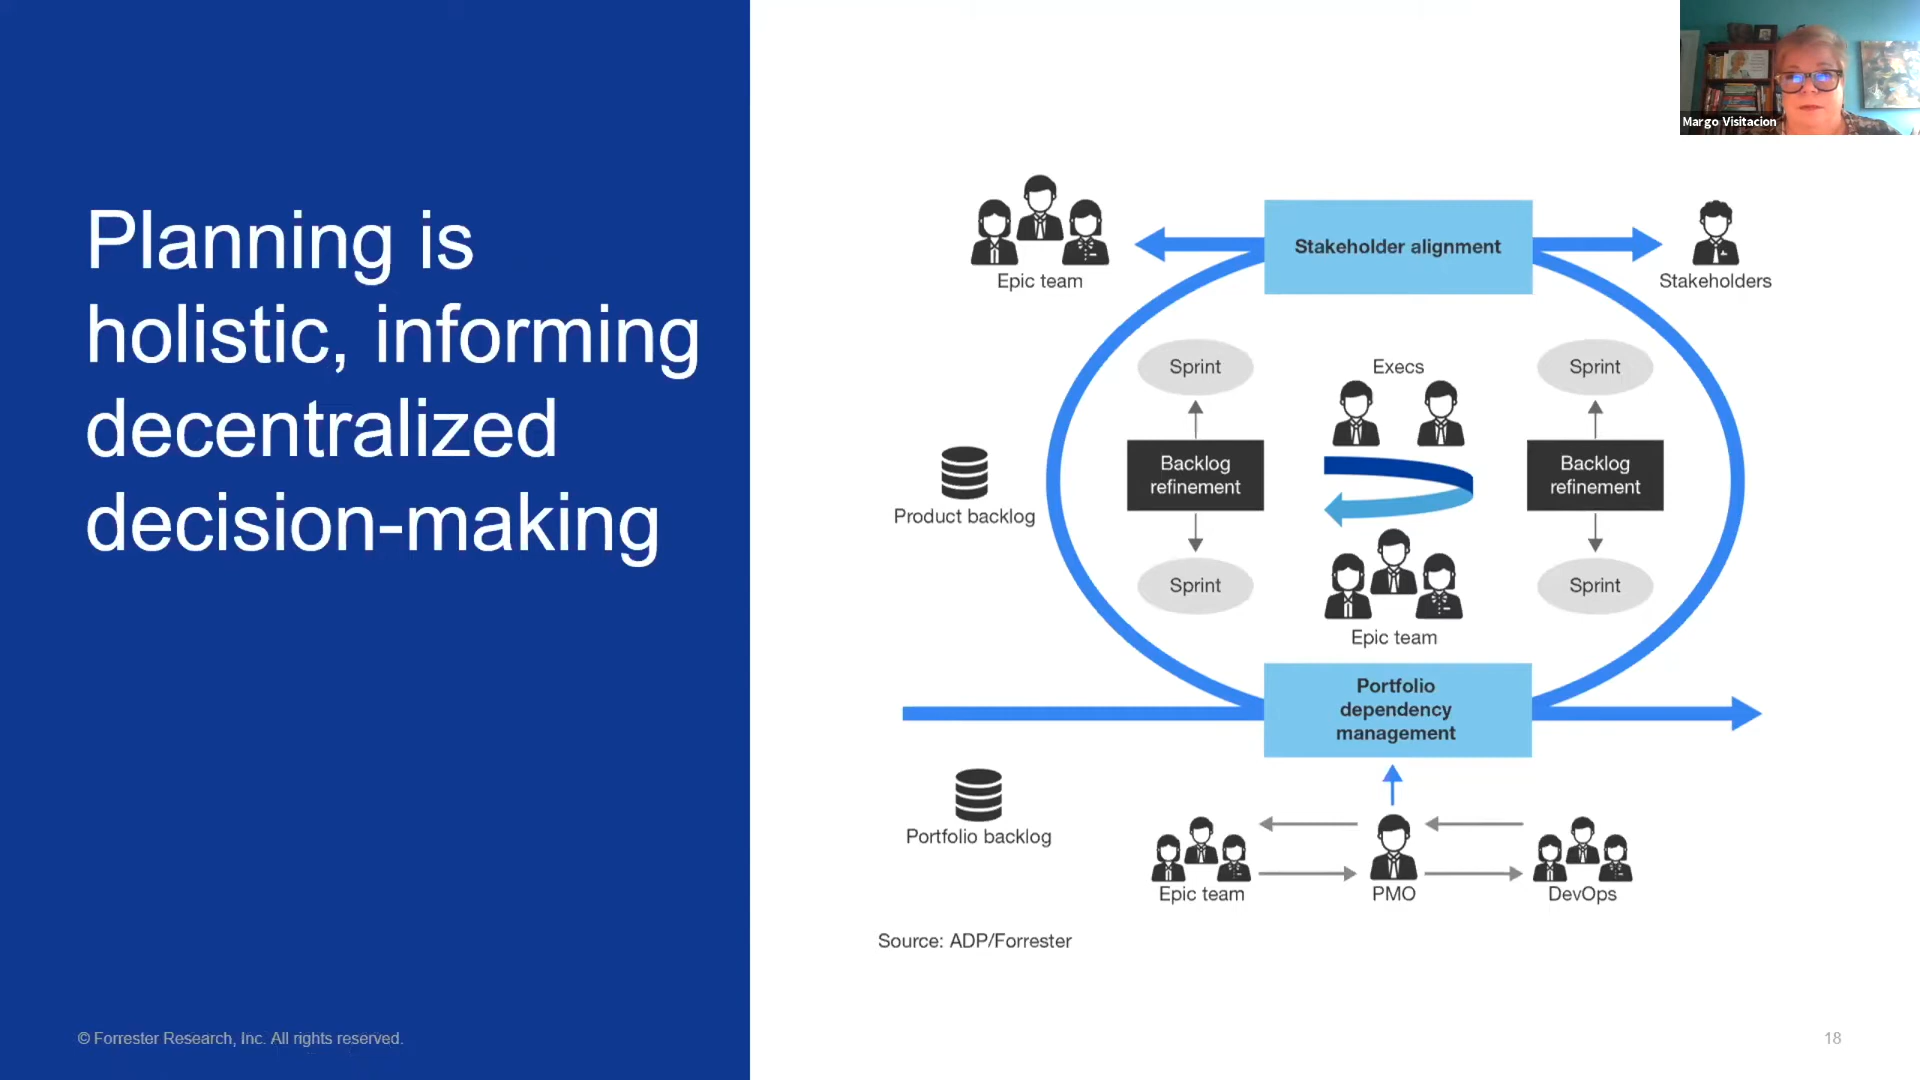 Margo Visitacion
Planning is
holistic, informing
decentralized
decision-making
Stakeholder alignment
Epic team
Stakeholders
Sprint
Execs
Sprint
Backlog
refinement
Backlog
refinement
Product backlog
Sprint
Sprint
Epic team
Portfolio
dependency
management
Portfolio backlog
Epic team
PMO
DevOps
Source: ADP/Forrester
© Forrester Research, Inc. All rights reserved.
18